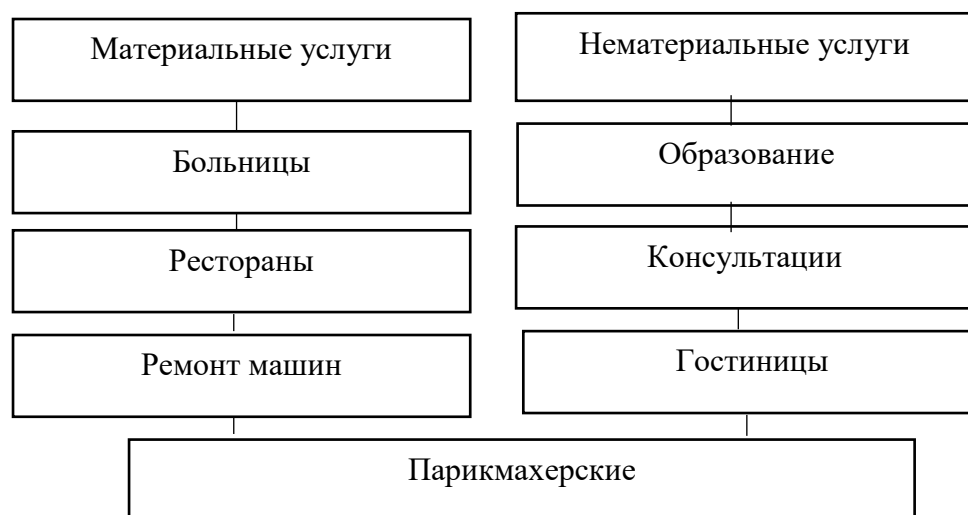 Материальные услуги
Нематериальные услуги
Больницы
Образование
Рестораны
Консультации
Ремонт машин
Гостиницы
Парикмахерские